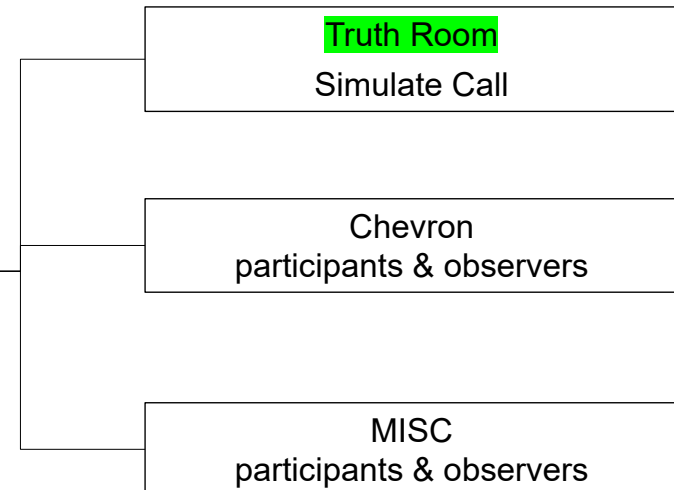 Truth Room
Simulate Call
Chevron
participants & observers
MISC
participants & observers